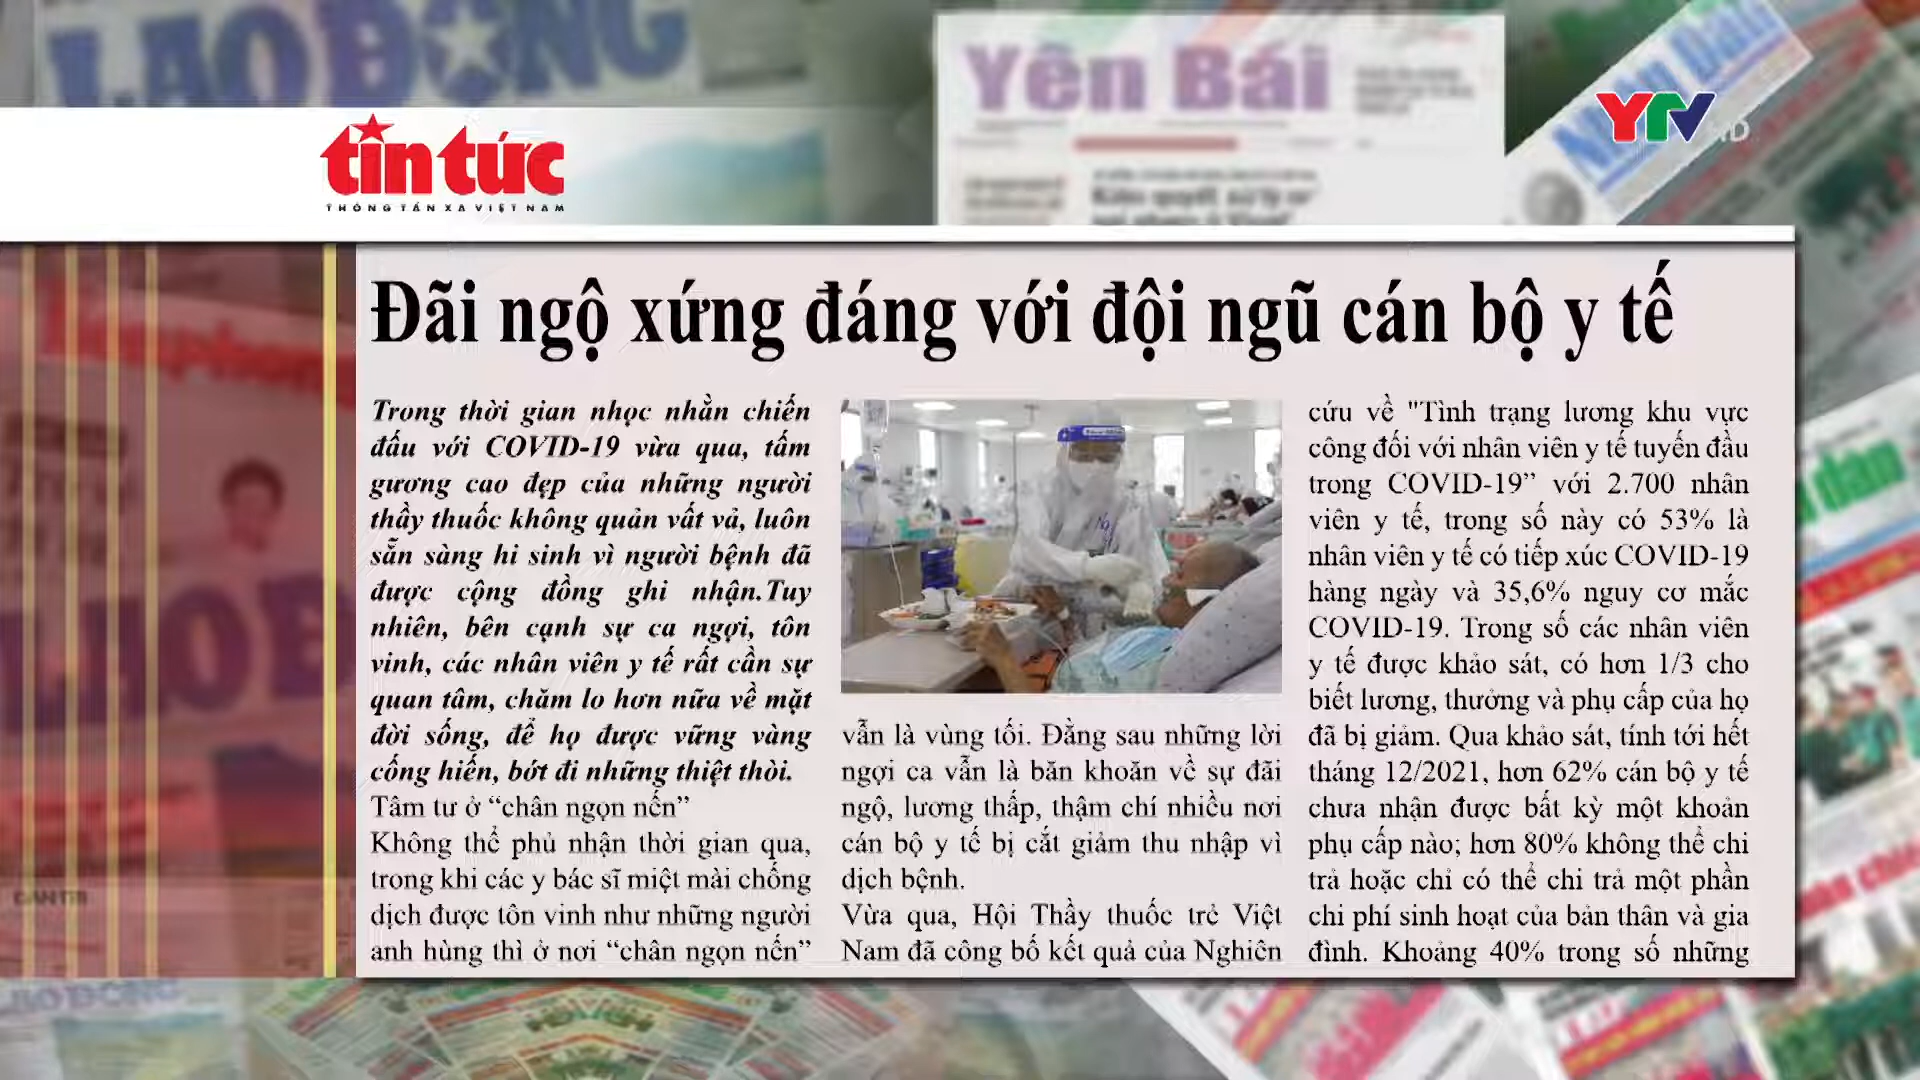 LAO ĐỘNG
Yên Bái
Nhân Dân
YTV HD
tin tức
THÔNG TẤN XÃ VIỆT NAM
Đãi ngộ xứng đáng với đội ngũ cán bộ y tế
Trong thời gian nhọc nhằn chiến
đấu với COVID-19 vừa qua, tấm
gương cao đẹp của những người
thầy thuốc không quản vất vả, luôn
sẵn sàng hi sinh vì người bệnh đã
được cộng đồng ghi nhận.Tuy
nhiên, bên cạnh sự ca ngợi, tôn
vinh, các nhân viên y tế rất cần sự
quan tâm, chăm lo hơn nữa về mặt
đời sống, để họ được vững vàng
cống hiến, bớt đi những thiệt thòi.
Tâm tư ở “chân ngọn nến”
Không thể phủ nhận thời gian qua,
trong khi các y bác sĩ miệt mài chống
dịch được tôn vinh như những người
anh hùng thì ở nơi “chân ngọn nến”
vẫn là vùng tối. Đằng sau những lời
ngợi ca vẫn là băn khoăn về sự đãi
ngộ, lương thấp, thậm chí nhiều nơi
cán bộ y tế bị cắt giảm thu nhập vì
dịch bệnh.
Vừa qua, Hội Thầy thuốc trẻ Việt
Nam đã công bố kết quả của Nghiên
cứu về "Tình trạng lương khu vực
công đối với nhân viên y tế tuyến đầu
trong COVID-19” với 2.700 nhân
viên y tế, trong số này có 53% là
nhân viên y tế có tiếp xúc COVID-19
hàng ngày và 35,6% nguy cơ mắc
COVID-19. Trong số các nhân viên
y tế được khảo sát, có hơn 1/3 cho
biết lương, thưởng và phụ cấp của họ
đã bị giảm. Qua khảo sát, tính tới hết
tháng 12/2021, hơn 62% cán bộ y tế
chưa nhận được bất kỳ một khoản
phụ cấp nào; hơn 80% không thể chi
trả hoặc chỉ có thể chi trả một phần
chi phí sinh hoạt của bản thân và gia
đình. Khoảng 40% trong số những
LAO ĐỘNG